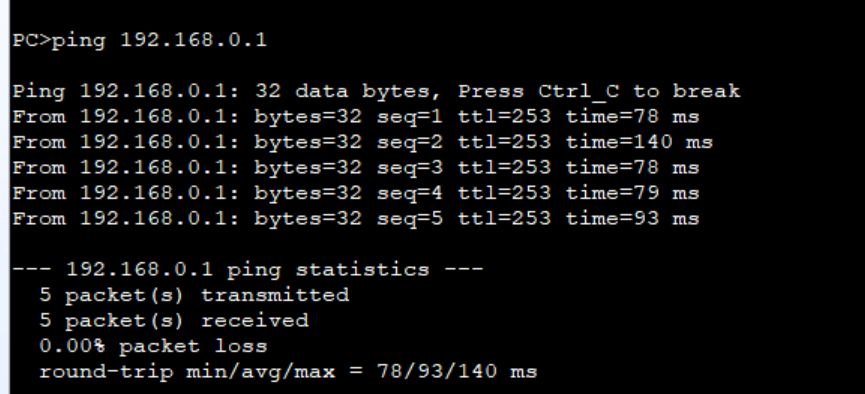 PC>ping 192.168.0.1
Ping 192.168.0.1: 32 data bytes, Press Ctrl_C to break
From 192.168.0.1: bytes=32 seq=1 ttl=253 time=78 ms
From 192.168.0.1: bytes=32 seq=2 ttl=253 time=140 ms
From 192.168.0.1: bytes=32 seq=3 ttl=253 time=78 ms
From 192.168.0.1: bytes=32 seq=4 ttl=253 time=79 ms
From 192.168.0.1: bytes=32 seq=5 ttl=253 time=93 ms
--- 192.168.0.1 ping statistics ---
5 packet(s) transmitted
5 packet(s) received
0.00% packet loss
round-trip min/avg/max = 78/93/140 ms